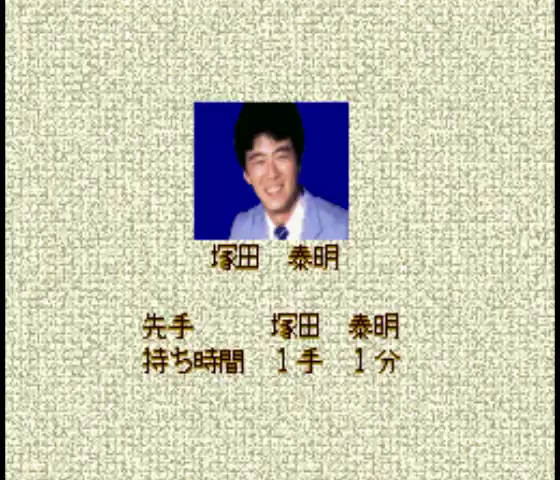 塚田 泰明
先手 塚田 泰明
持ち時間 1手 1分